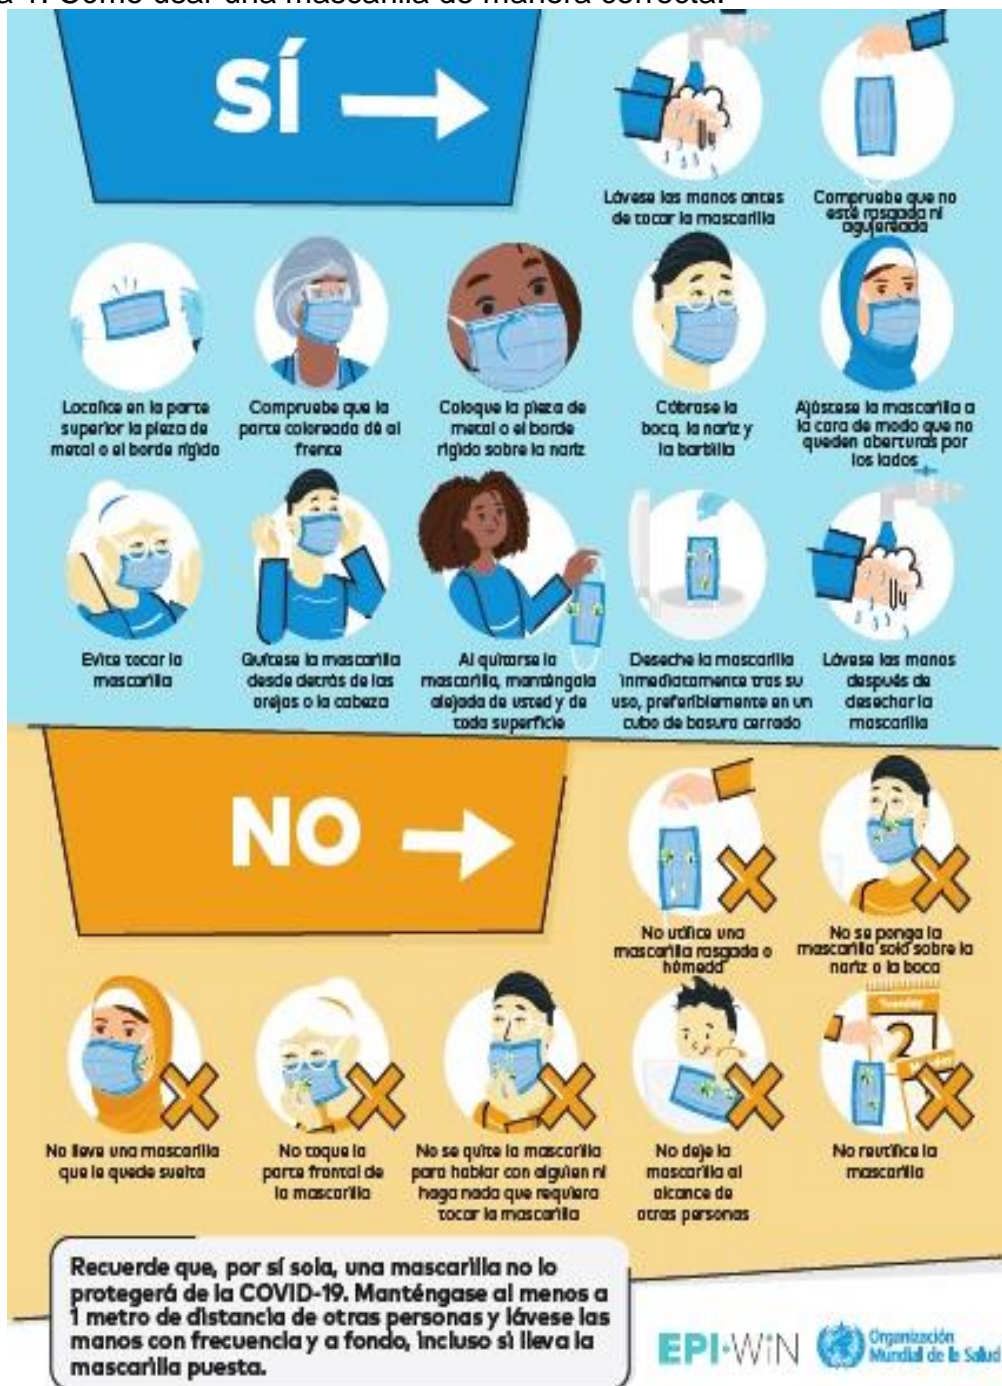 Como usar una mascarilla de manera correcta.
SÍ
Lávese las manos antes
de tocar la mascarilla
Compruebe que no
esté rasgada ni
agujereada
Localice en la parte
superior la pieza de
metal o el borde rígido
Compruebe que la
parte coloreada dé al
frente
Coloque la pieza de
metal o el borde
rígido sobre la nariz
Cúbrase la
boca, la nariz y
la barbilla
Ajústese la mascarilla a
la cara de modo que no
queden aberturas por
los lados
Evite tocar la
mascarilla
Quítese la mascarilla
desde detrás de las
orejas o la cabeza
Al quitarse la
mascarilla, manténgala
alejada de usted y de
toda superficie
Deseche la mascarilla
inmediatamente tras su
uso, preferiblemente en un
cubo de basura cerrado
Lávese las manos
después de
desechar la
mascarilla
NO
No utilice una
mascarilla rasgada o
húmeda
No se ponga la
mascarilla solo sobre la
nariz o la boca
No lleve una mascarilla
que le quede suelta
No toque la
parte frontal de
la mascarilla
No se quite la mascarilla
para hablar con alguien ni
haga nada que requiera
tocar la mascarilla
No deje la
mascarilla al
alcance de
otras personas
Tuesday
2
No reutilice la
mascarilla
Recuerde que, por sí sola, una mascarilla no lo
protegerá de la COVID-19. Manténgase al menos a
1 metro de distancia de otras personas y lávese las
manos con frecuencia y a fondo, incluso si lleva la
mascarilla puesta.
EPI·WiN
Organización
Mundial de la Salud